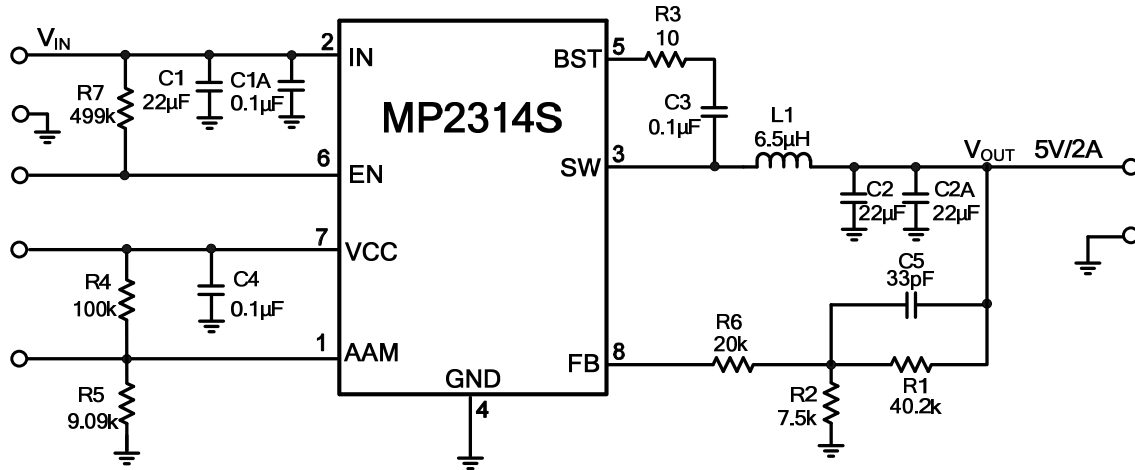 VIN
2
IN
R7
499k
C1
22µF
C1A
0.1µF
6
EN
7
VCC
R4
100k
C4
0.1µF
1
AAM
R5
9.09k
MP2314S
GND
4
BST
5
R3
10
C3
0.1µF
SW
3
L1
6.5µH
VOUT 5V/2A
C2
22µF
C2A
22µF
C5
33pF
FB
8
R6
20k
R2
7.5k
R1
40.2k